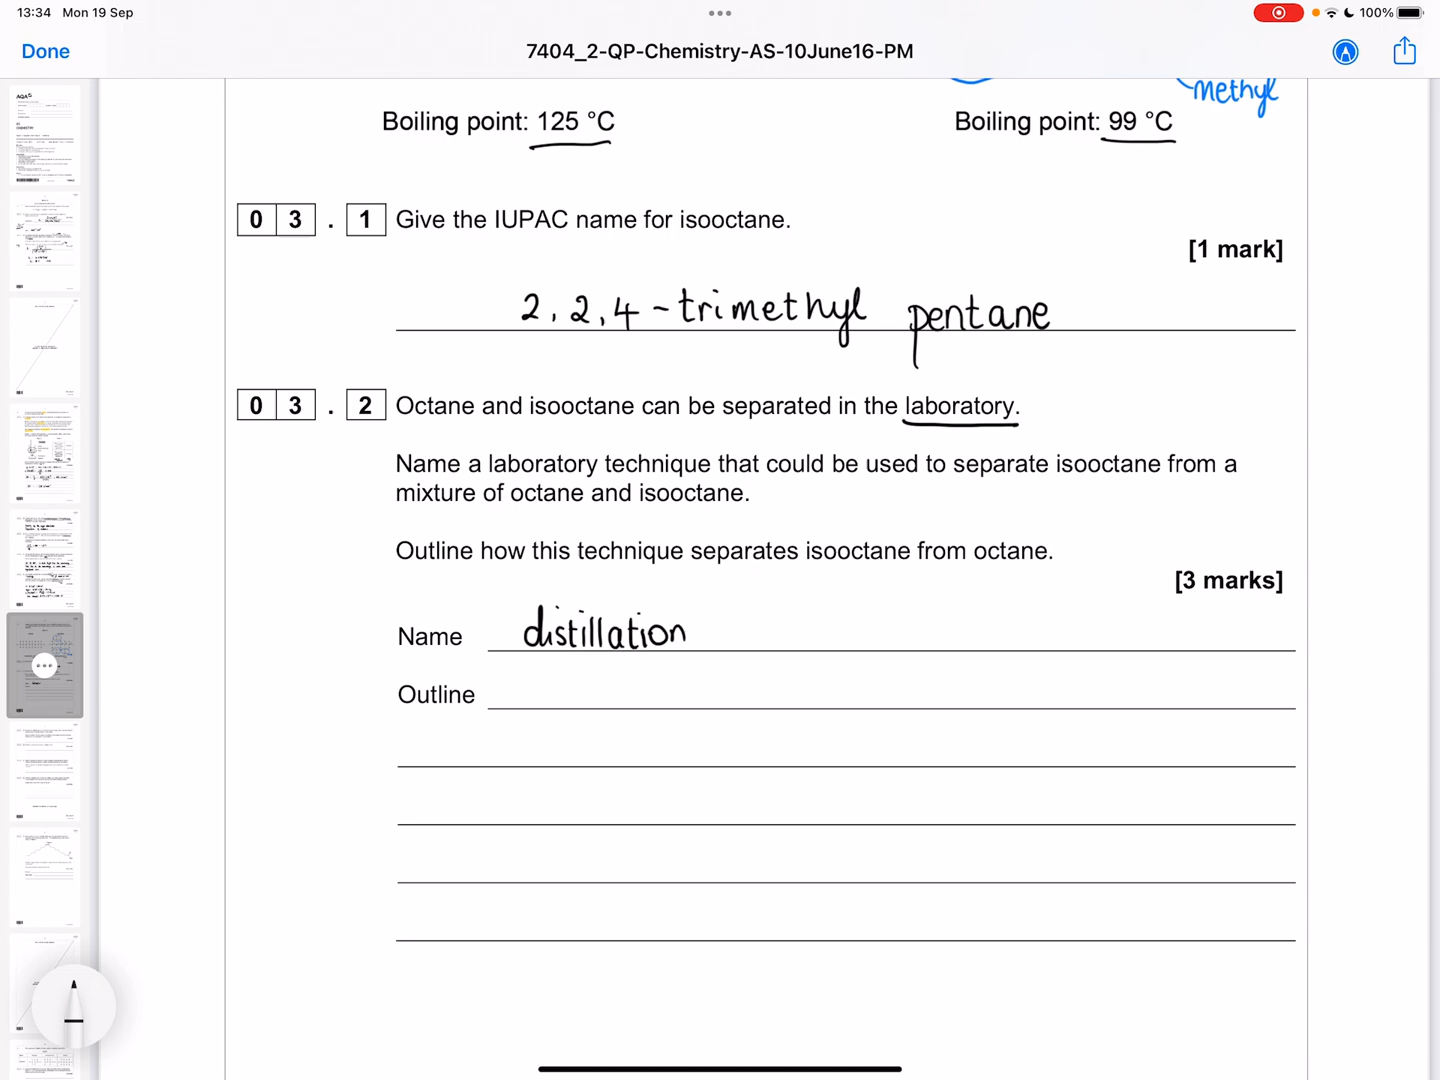 13:34 Mon 19 Sep
100%
Done
7404_2-QP-Chemistry-AS-10June16-PM
methyl
Boiling point: 125 °C
Boiling point: 99 °C
0 3 . 1 Give the IUPAC name for isooctane.
[1 mark]
2, 2, 4 - trimethyl pentane
0 3 . 2 Octane and isooctane can be separated in the laboratory.
Name a laboratory technique that could be used to separate isooctane from a
mixture of octane and isooctane.
Outline how this technique separates isooctane from octane.
[3 marks]
Name distillation
Outline